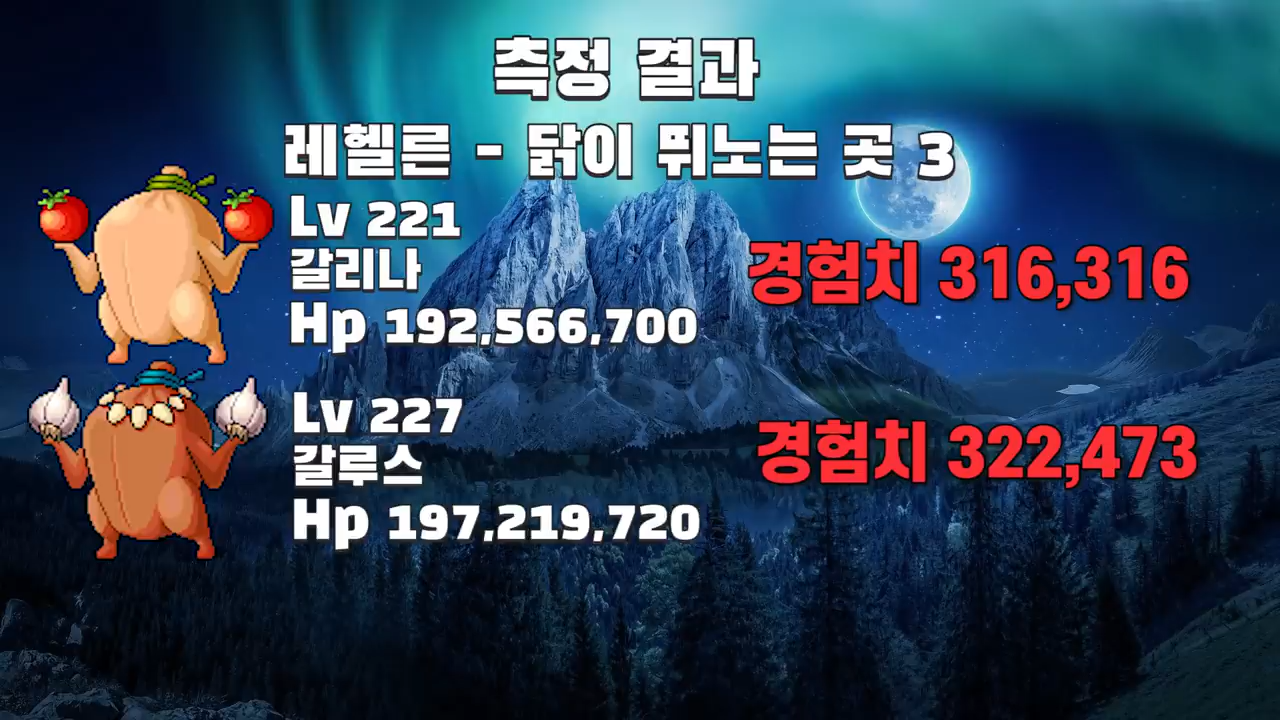 측정 결과
레헬른 - 닭이 뛰노는 곳 3
Lv 221
갈리나
Hp 192,566,700
경험치 316,316
Lv 227
갈루스
Hp 197,219,720
경험치 322,473